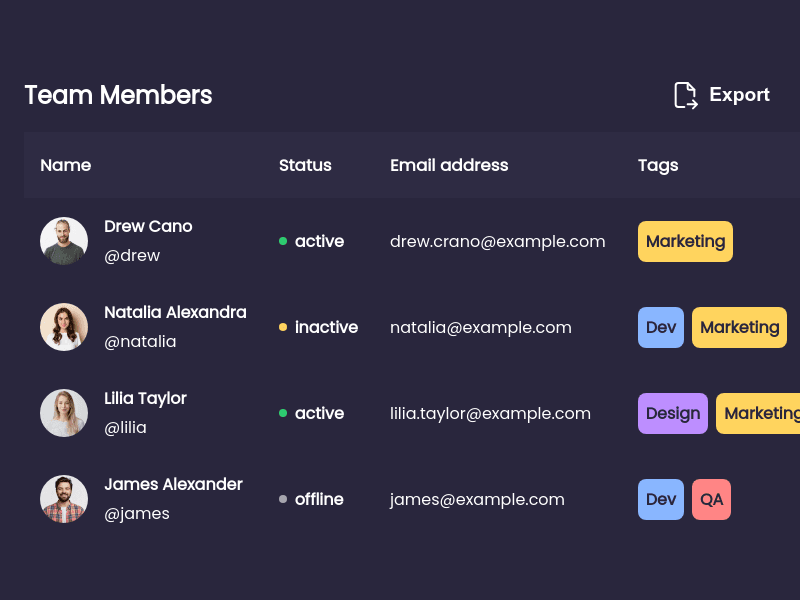 Team Members
Export
Name Status Email address Tags
Drew Cano
@drew
active drew.crano@example.com Marketing
Natalia Alexandra
@natalia
inactive natalia@example.com Dev Marketing
Lilia Taylor
@lilia
active lilia.taylor@example.com Design Marketing
James Alexander
@james
offline james@example.com Dev QA